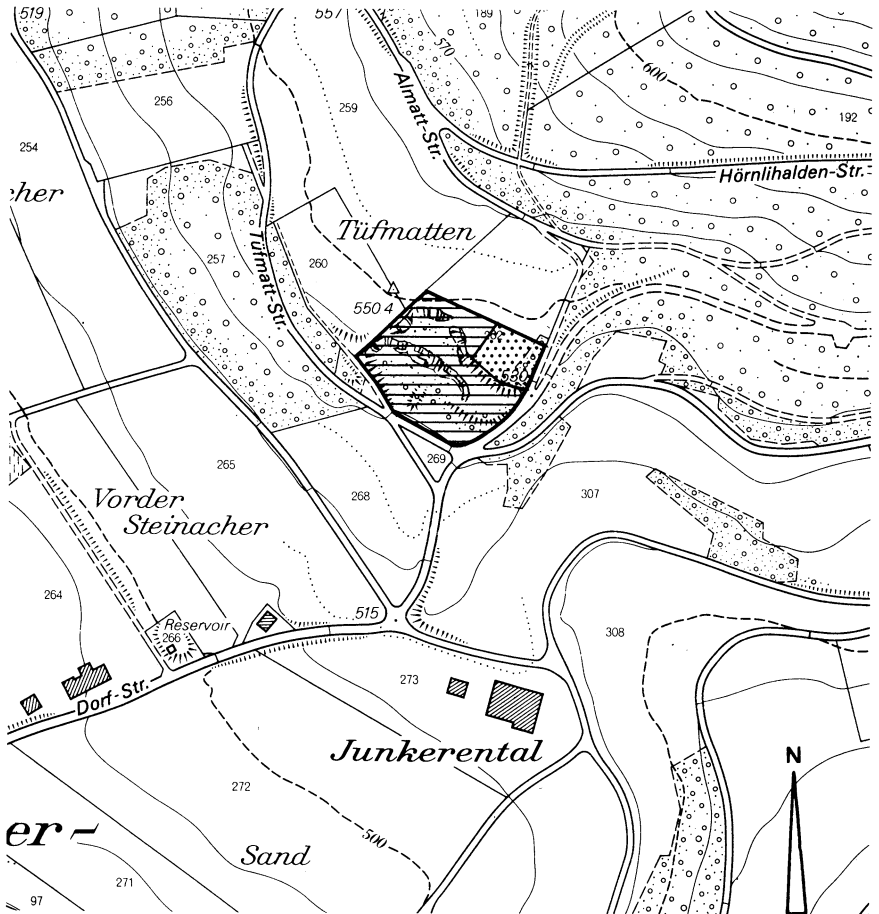 519
557
189
570
600
256
259
192
254
Almatt-Str.
Hörnlihalden-Str.
cher
Tüfmatten
257
Tüfmatt-Str.
260
550 4
269
265
Vorder
Steinacher
268
307
264
515
Reservoir
266
308
273
Dorf-Str.
Junkerental
N
272
er-
500
Sand
271
97